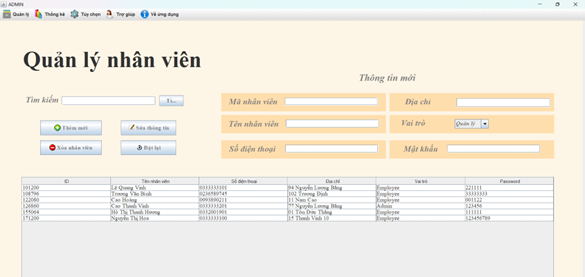 ADMIN
Quản lý Thống kê Tùy chọn Trợ giúp Về ứng dụng
Quản lý nhân viên
Thông tin mới
Tìm kiếm Tì...
Mã nhân viên Địa chỉ
Thêm mới Sửa thông tin Tên nhân viên Vai trò Quản lý
Xóa nhân viên Đặt lại Số điện thoại Mật khẩu
ID Tên nhân viên Số điện thoại Địa chỉ Vai trò Password
101200 Lê Quang Vinh 0333333101 94 Nguyễn Lương Bằng Employee 221111
108796 Trương Văn Bình 0236589745 102 Trương Định Employee 33333333
122080 Cao Hoàng 0993890211 11 Nam Cao Employee 001122
126860 Cao Thành Vinh 0333333201 77 Nguyễn Lương Bằng Admin 123456
155064 Hồ Thị Thanh Hương 0332001901 01 Tôn Đức Thắng Employee 111111
171200 Nguyễn Thị Hoa 0333333100 15 Thanh Vinh 10 Employee 123456789